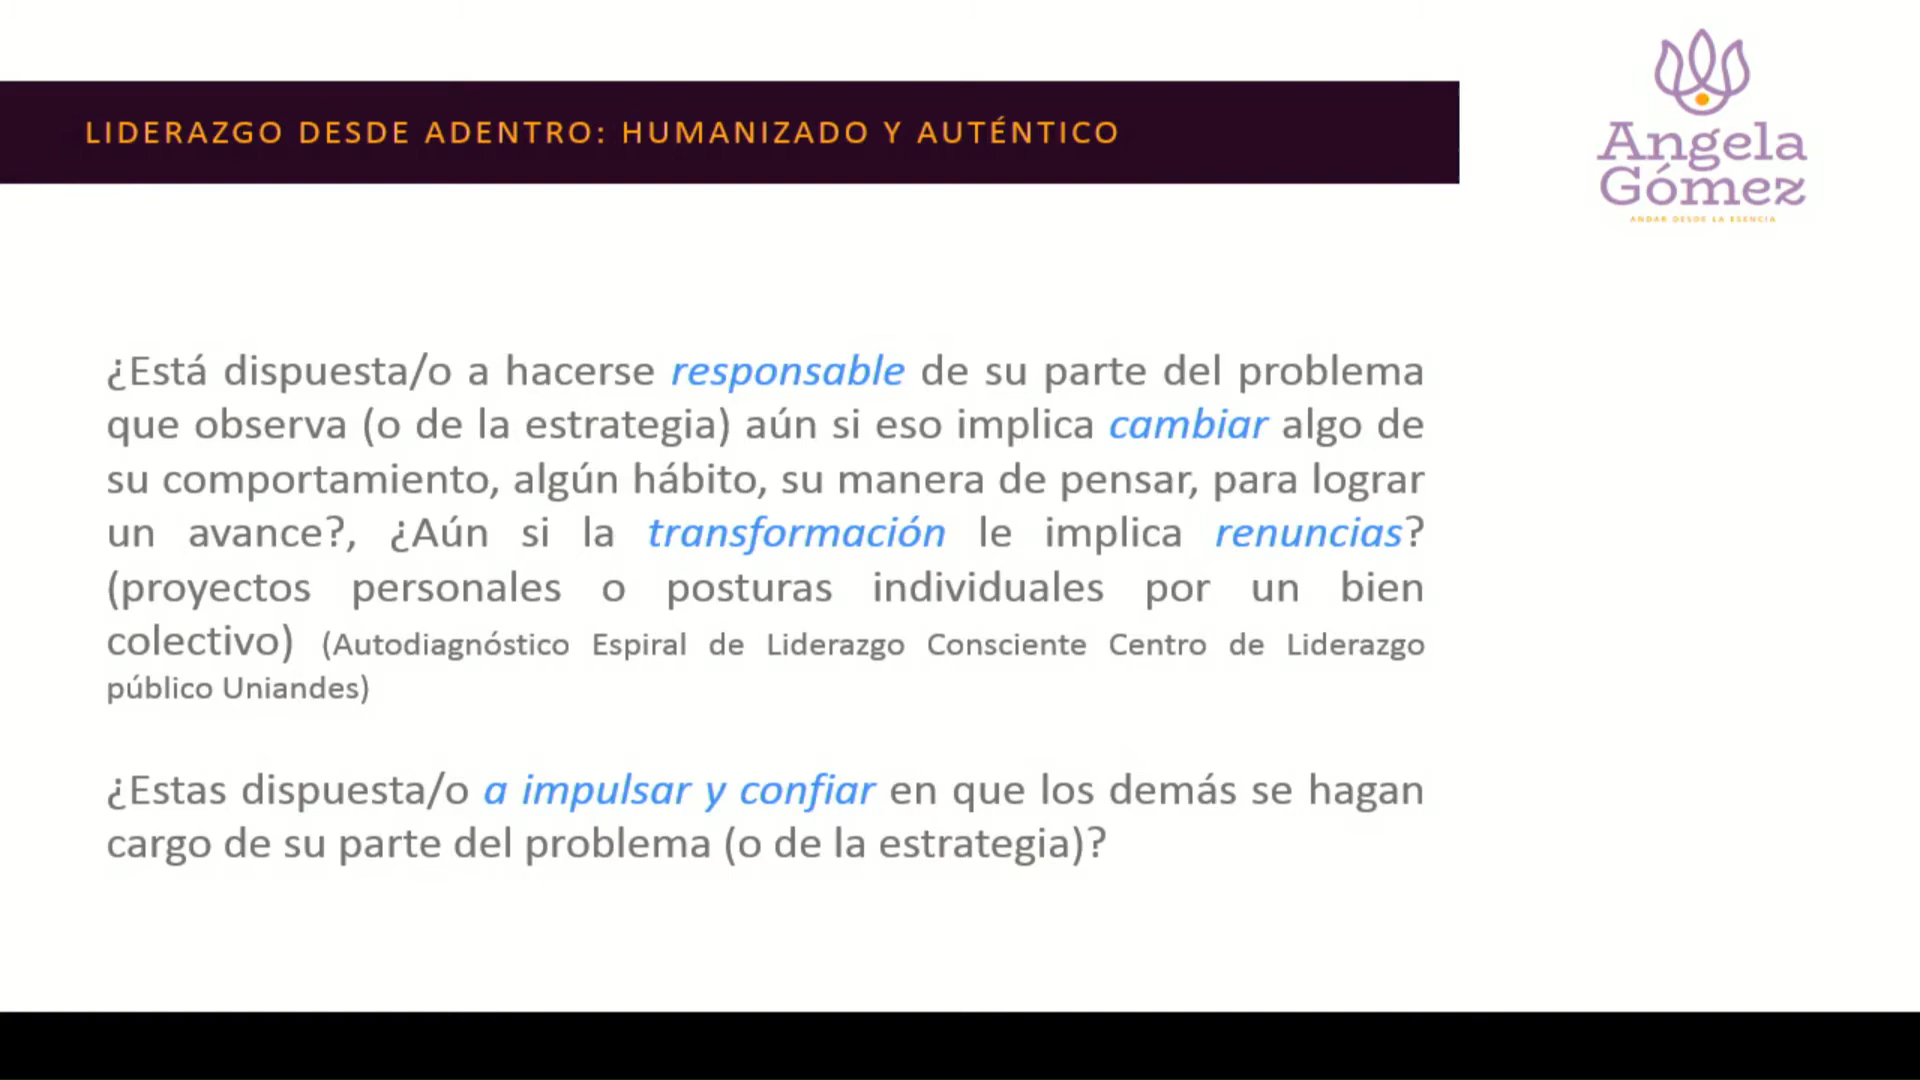 LIDERAZGO DESDE ADENTRO: HUMANIZADO Y AUTÉNTICO
Angela
Gómez
ANDAR DESDE LA ESENCIA
¿Está dispuesta/o a hacerse responsable de su parte del problema
que observa (o de la estrategia) aún si eso implica cambiar algo de
su comportamiento, algún hábito, su manera de pensar, para lograr
un avance?, ¿Aún si la transformación le implica renuncias?
(proyectos personales o posturas individuales por un bien
colectivo) (Autodiagnóstico Espiral de Liderazgo Consciente Centro de Liderazgo
público Uniandes)
¿Estas dispuesta/o a impulsar y confiar en que los demás se hagan
cargo de su parte del problema (o de la estrategia)?